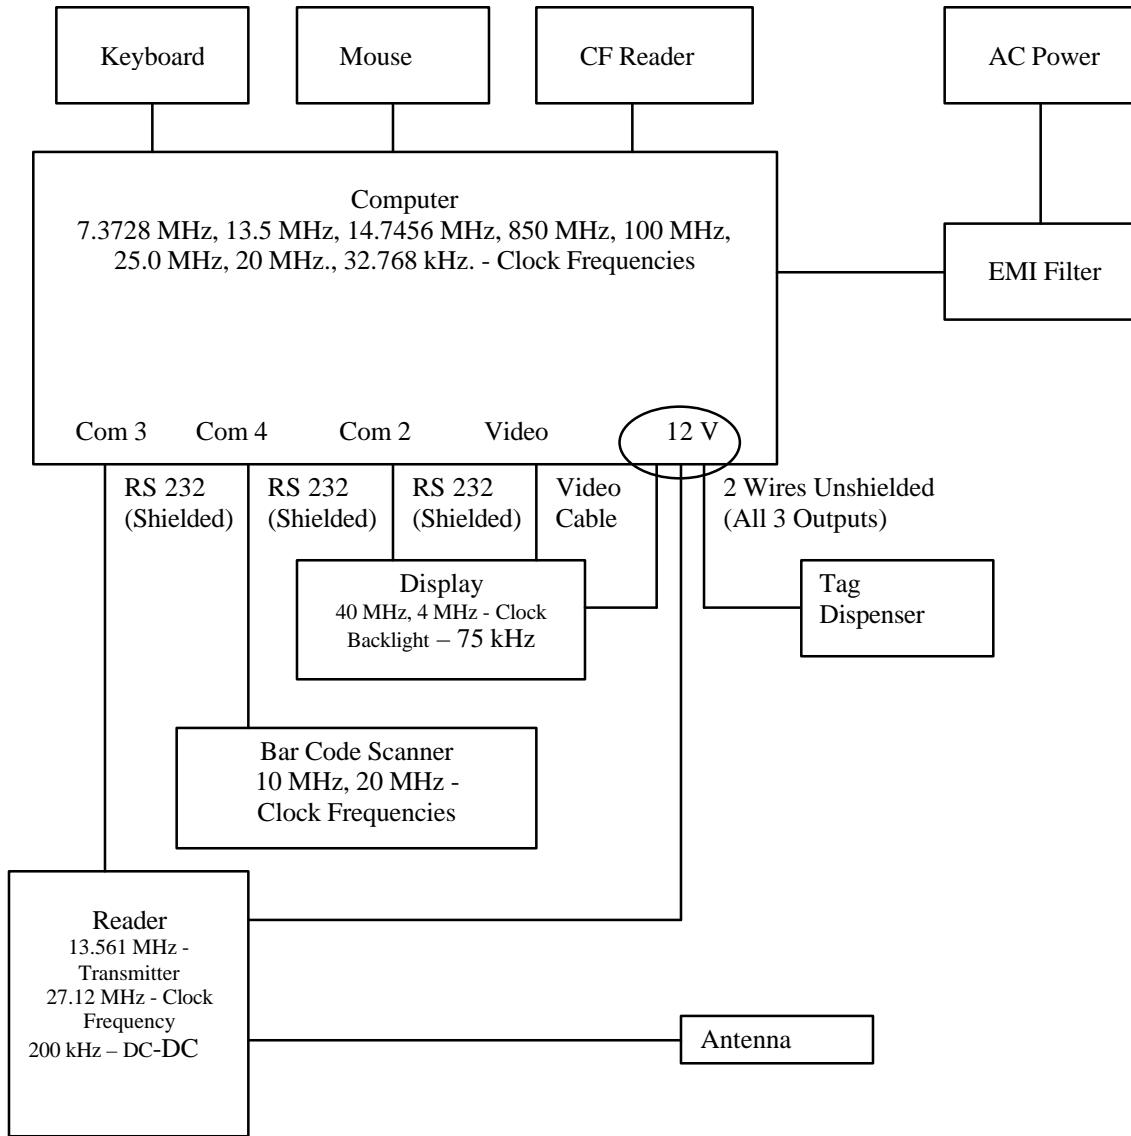 Keyboard
Mouse
CF Reader
AC Power
Computer
7.3728 MHz, 13.5 MHz, 14.7456 MHz, 850 MHz, 100 MHz,
25.0 MHz, 20 MHz., 32.768 kHz. - Clock Frequencies
EMI Filter
Com 3
Com 4
Com 2
Video
12 V
RS 232
(Shielded)
RS 232
(Shielded)
RS 232
(Shielded)
Video
Cable
2 Wires Unshielded
(All 3 Outputs)
Display
40 MHz, 4 MHz - Clock
Backlight – 75 kHz
Tag
Dispenser
Bar Code Scanner
10 MHz, 20 MHz -
Clock Frequencies
Reader
13.561 MHz -
Transmitter
27.12 MHz - Clock
Frequency
200 kHz – DC-DC
Antenna